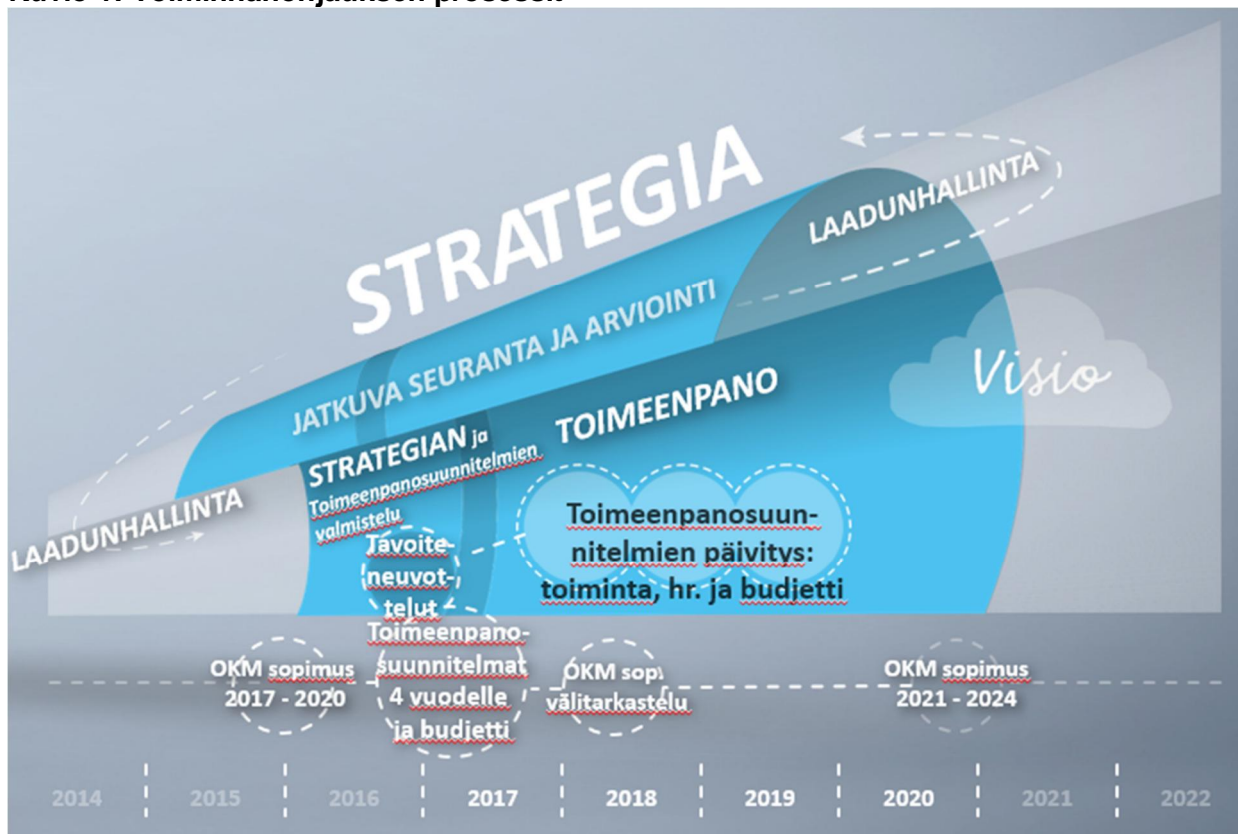 STRATEGIA
LAADUNHALLINTA
JATKUVA SEURANTA JA ARVIOINTI
Visio
TOIMEENPANO
STRATEGIAN ja
Toimeenpanosuunnitelmien
valmistelu
LAADUNHALLINTA
Tavoite-
neuvot-
telut
Toimeenpanosuun-
nitelmien päivitys:
toiminta, hr. ja budjetti
OKM sopimus
2017 - 2020
Toimeenpano-
suunnitelmat
4 vuodelle
ja budjetti
OKM sop.
välitarkastelu
OKM sopimus
2021 - 2024
2014 2015 2016 2017 2018 2019 2020 2021 2022